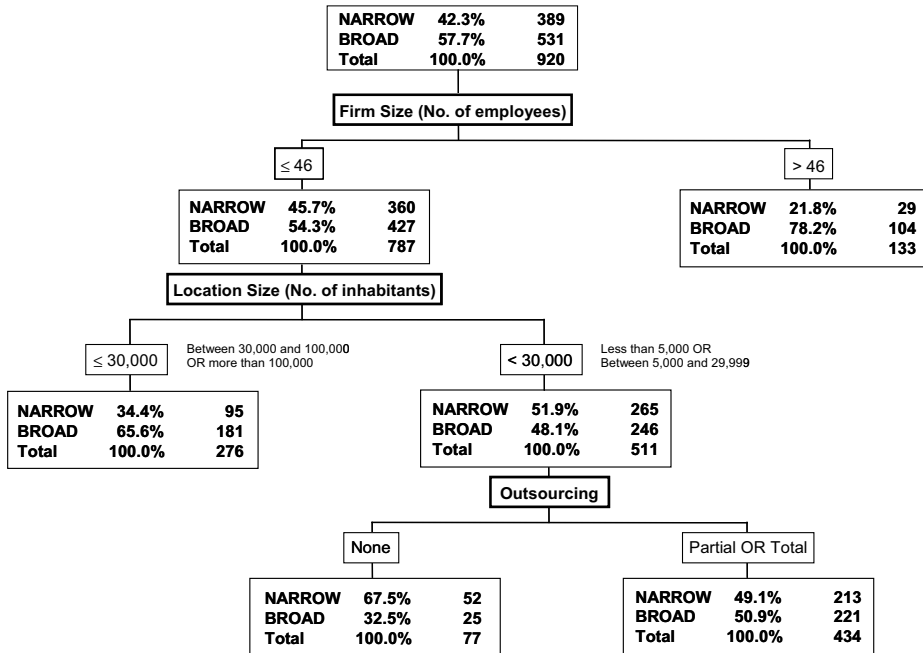 NARROW 42.3% 389
BROAD 57.7% 531
Total 100.0% 920
Firm Size (No. of employees)
≤ 46
> 46
NARROW 45.7% 360
BROAD 54.3% 427
Total 100.0% 787
NARROW 21.8% 29
BROAD 78.2% 104
Total 100.0% 133
Location Size (No. of inhabitants)
≤ 30,000
Between 30,000 and 100,000
OR more than 100,000
< 30,000
Less than 5,000 OR
Between 5,000 and 29,999
NARROW 34.4% 95
BROAD 65.6% 181
Total 100.0% 276
NARROW 51.9% 265
BROAD 48.1% 246
Total 100.0% 511
Outsourcing
None
Partial OR Total
NARROW 67.5% 52
BROAD 32.5% 25
Total 100.0% 77
NARROW 49.1% 213
BROAD 50.9% 221
Total 100.0% 434